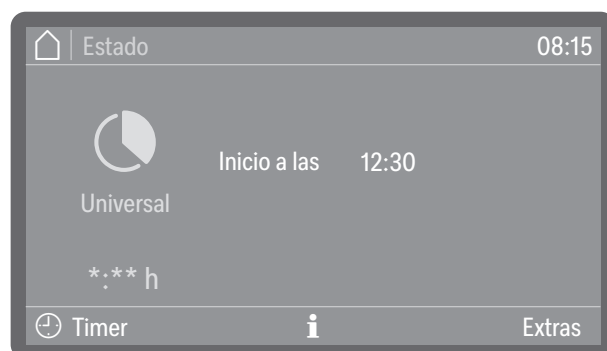 Estado 08:15
Inicio a las 12:30
Universal
*:** h
Timer i Extras